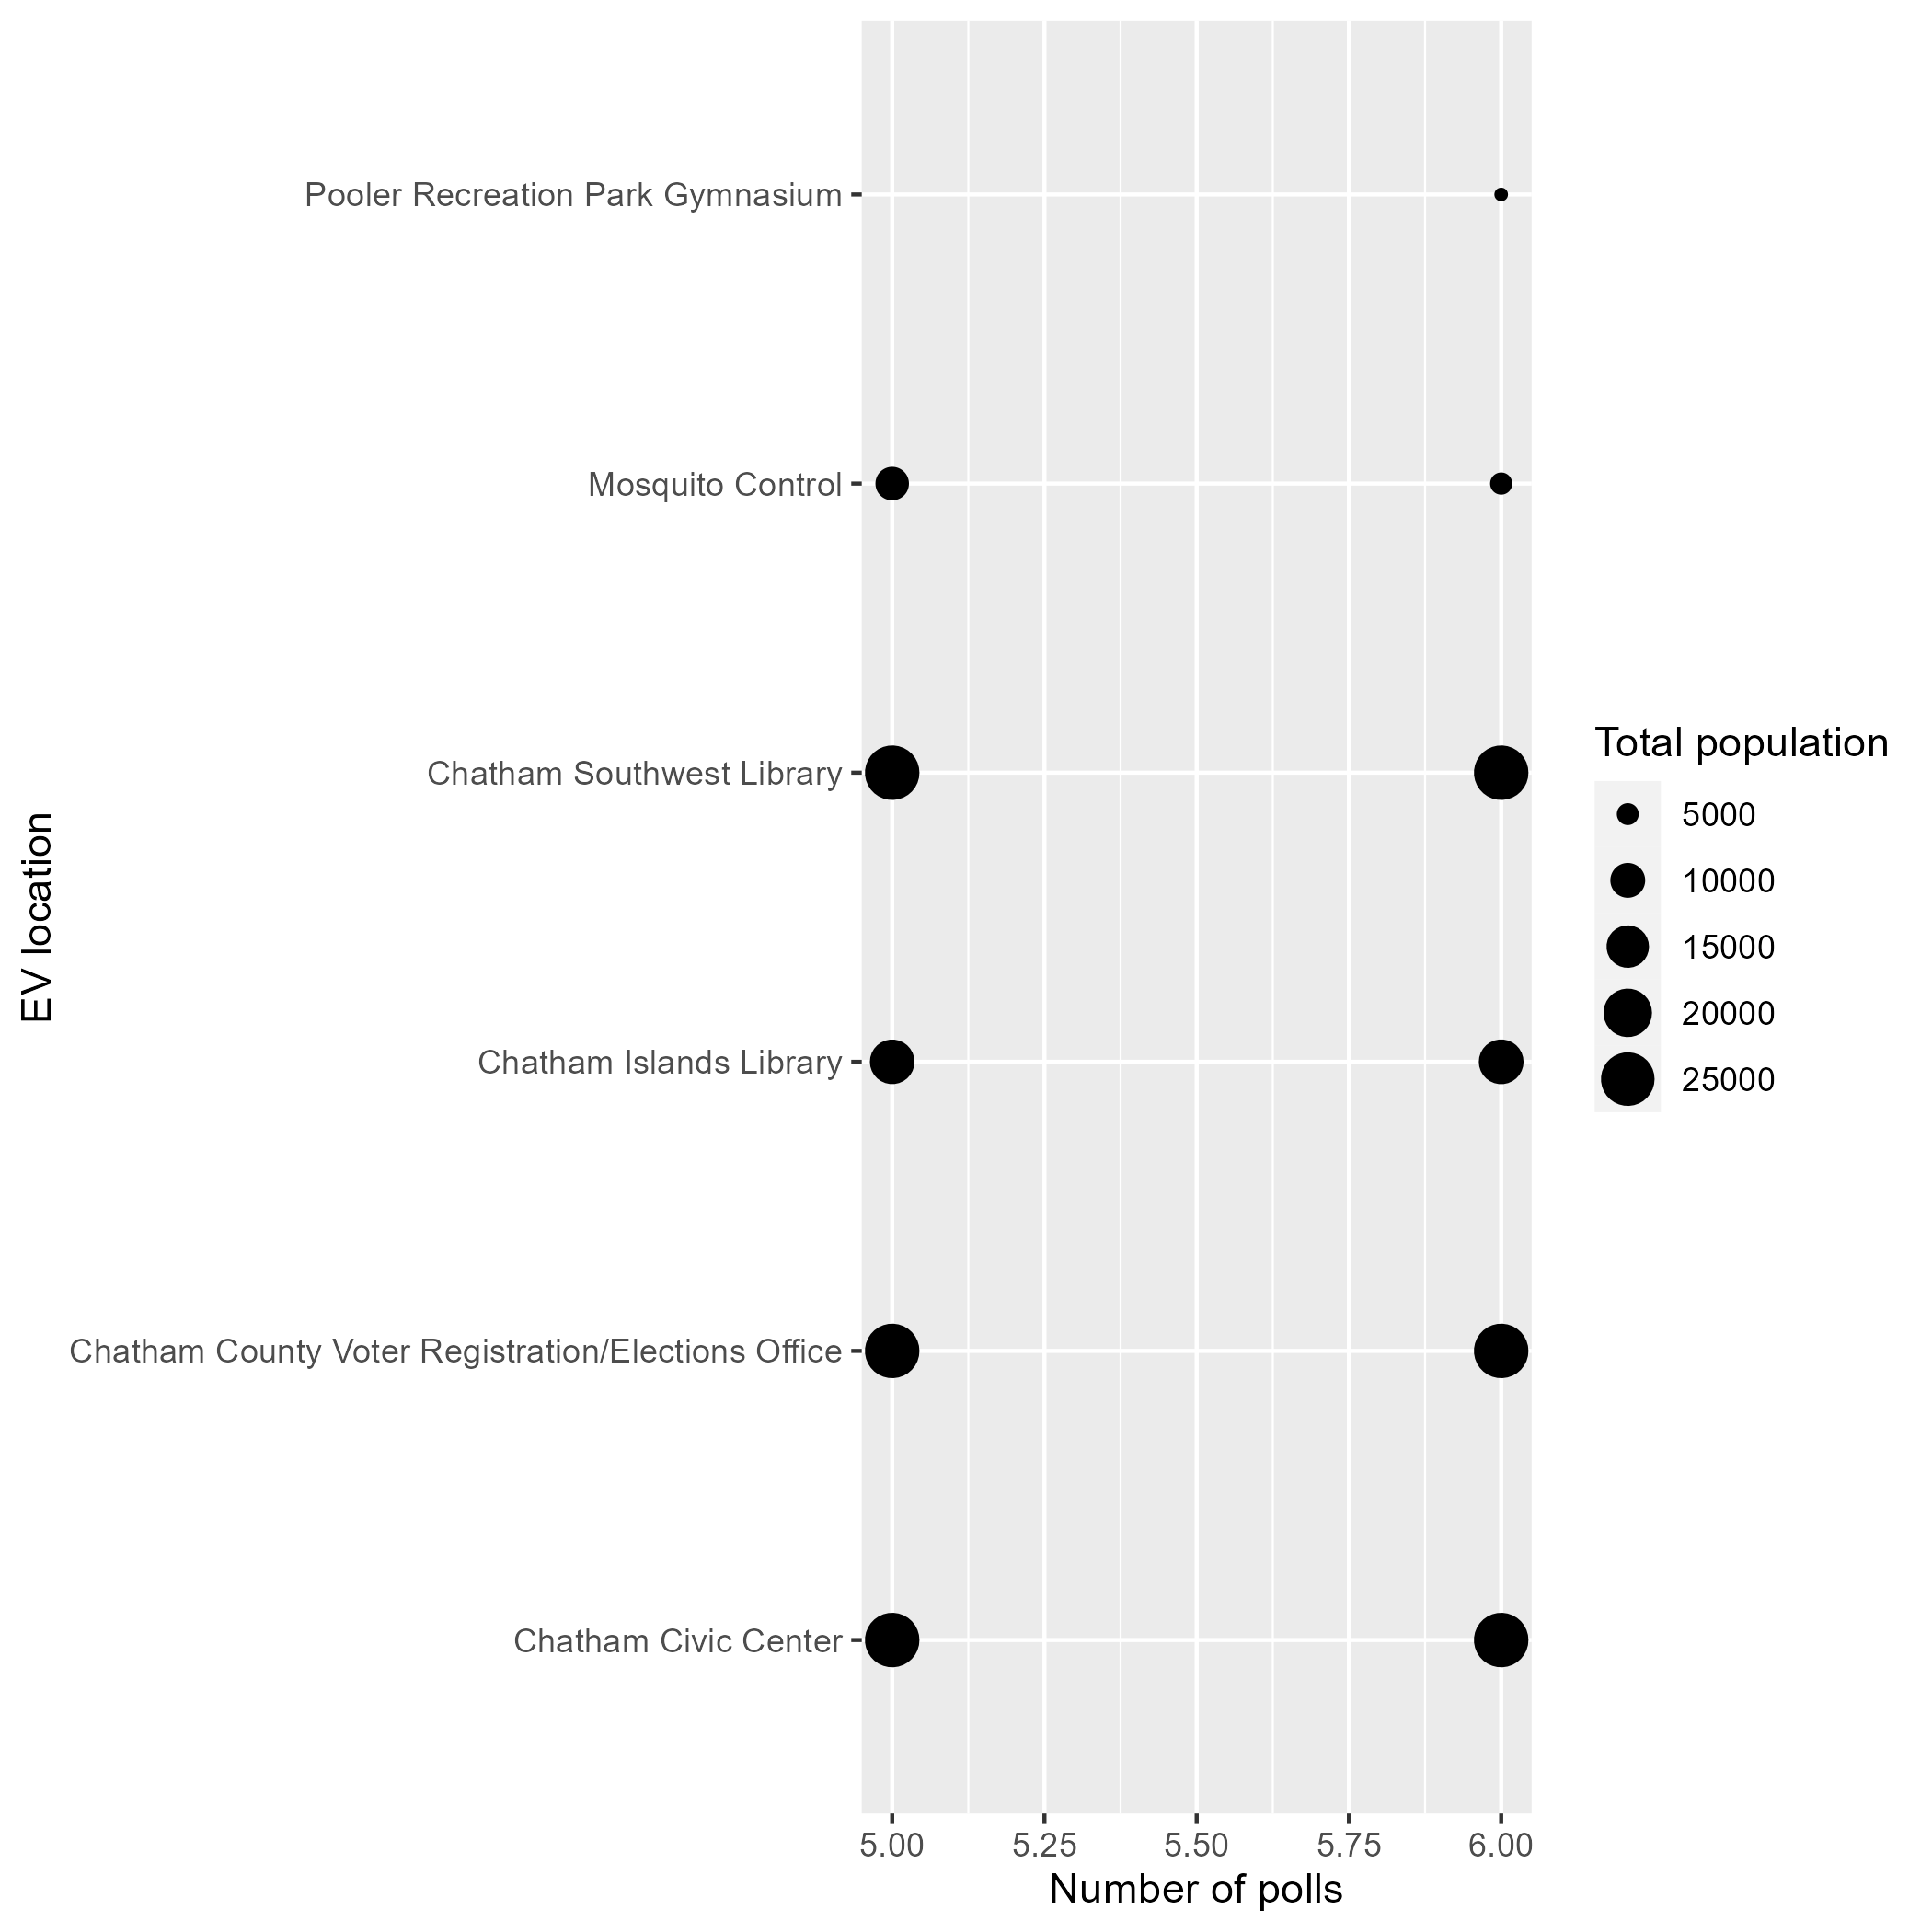 Pooler Recreation Park Gymnasium
Mosquito Control
Chatham Southwest Library
Chatham Islands Library
Chatham County Voter Registration/Elections Office
Chatham Civic Center
EV location
5.00 5.25 5.50 5.75 6.00
Number of polls
Total population
5000
10000
15000
20000
25000